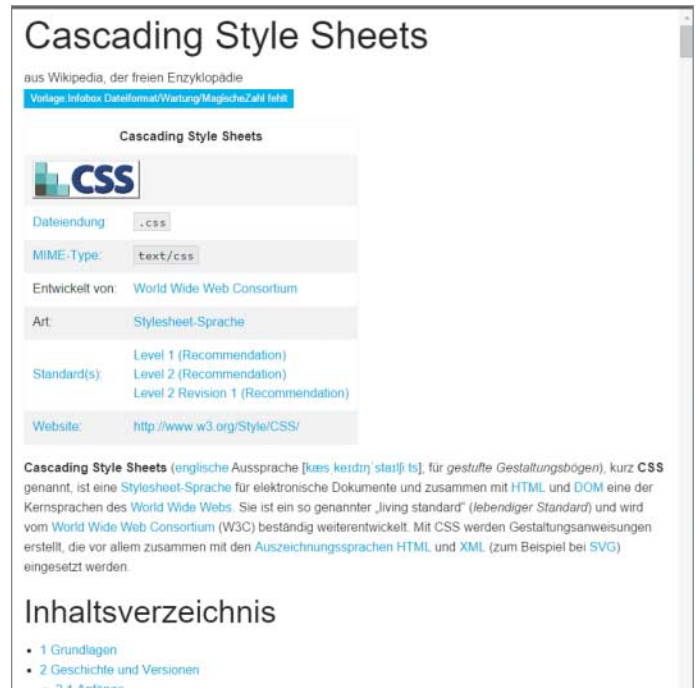 Cascading Style Sheets
aus Wikipedia, der freien Enzyklopädie
Vorlage:Infobox Dateiformat/Wartung/MagischeZahl fehlt
Cascading Style Sheets
CSS
Dateiendung .css
MIME-Type: text/css
Entwickelt von: World Wide Web Consortium
Art: Stylesheet-Sprache
Level 1 (Recommendation)
Standard(s): Level 2 (Recommendation)
Level 2 Revision 1 (Recommendation)
Website: http://www.w3.org/Style/CSS/
Cascading Style Sheets (englische Aussprache [kæsˌkeɪdɪŋˈstaɪlʃiːts]; für gestufte Gestaltungsbögen), kurz CSS
genannt, ist eine Stylesheet-Sprache für elektronische Dokumente und zusammen mit HTML und DOM eine der
Kernsprachen des World Wide Webs. Sie ist ein so genannter „living standard“ (lebendiger Standard) und wird
vom World Wide Web Consortium (W3C) beständig weiterentwickelt. Mit CSS werden Gestaltungsanweisungen
erstellt, die vor allem zusammen mit den Auszeichnungssprachen HTML und XML (zum Beispiel bei SVG)
eingesetzt werden.
Inhaltsverzeichnis
• 1 Grundlagen
• 2 Geschichte und Versionen
2.1 Anfänge